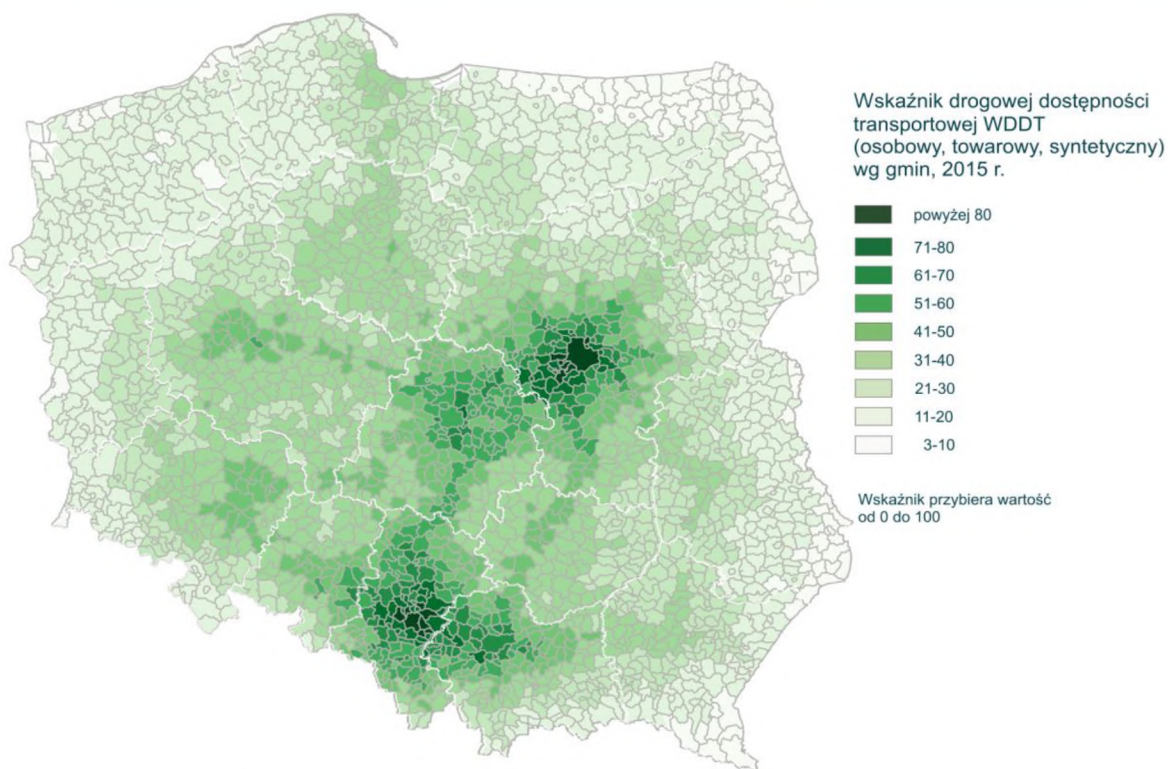 Wskaźnik drogowej dostępności
transportowej WDDT
(osobowy, towarowy, syntetyczny)
wg gmin, 2015 r.
powyżej 80
71-80
61-70
51-60
41-50
31-40
21-30
11-20
3-10
Wskaźnik przybiera wartość
od 0 do 100